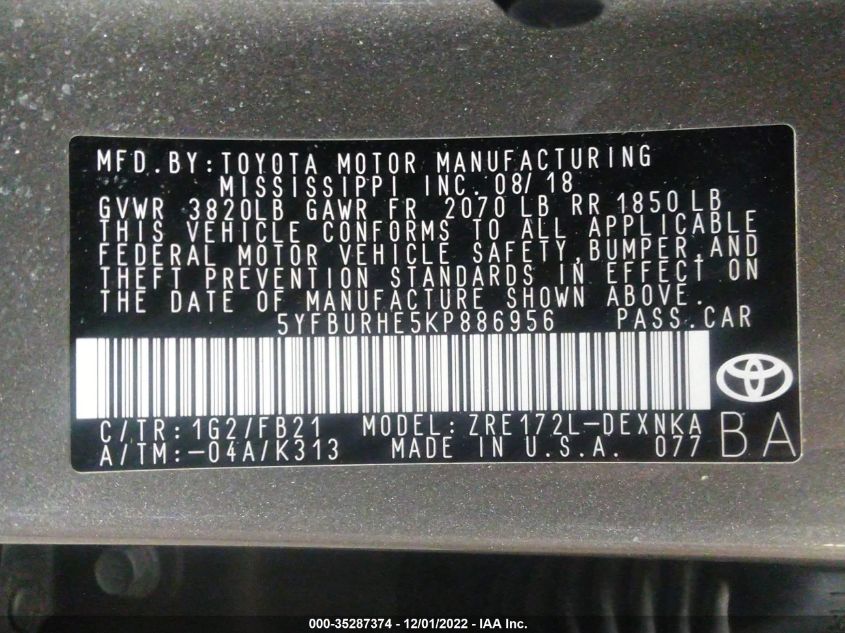 MFD.BY:TOYOTA MOTOR MANUFACTURING
MISSISSIPPI INC. 08/18
GVWR 3820LB GAWR FR 2070 LB RR 1850 LB
THIS VEHICLE CONFORMS TO ALL APPLICABLE
FEDERAL MOTOR VEHICLE SAFETY,BUMPER,AND
THEFT PREVENTION STANDARDS IN EFFECT ON
THE DATE OF MANUFACTURE SHOWN ABOVE.
5YFBURHE5KP886956 PASS.CAR
C/TR:1G2/FB21 MODEL:ZRE172L-DEXNKA
A/TM:-04A/K313 MADE IN U.S.A. 077
BA
000-35287374 - 12/01/2022 - IAA Inc.